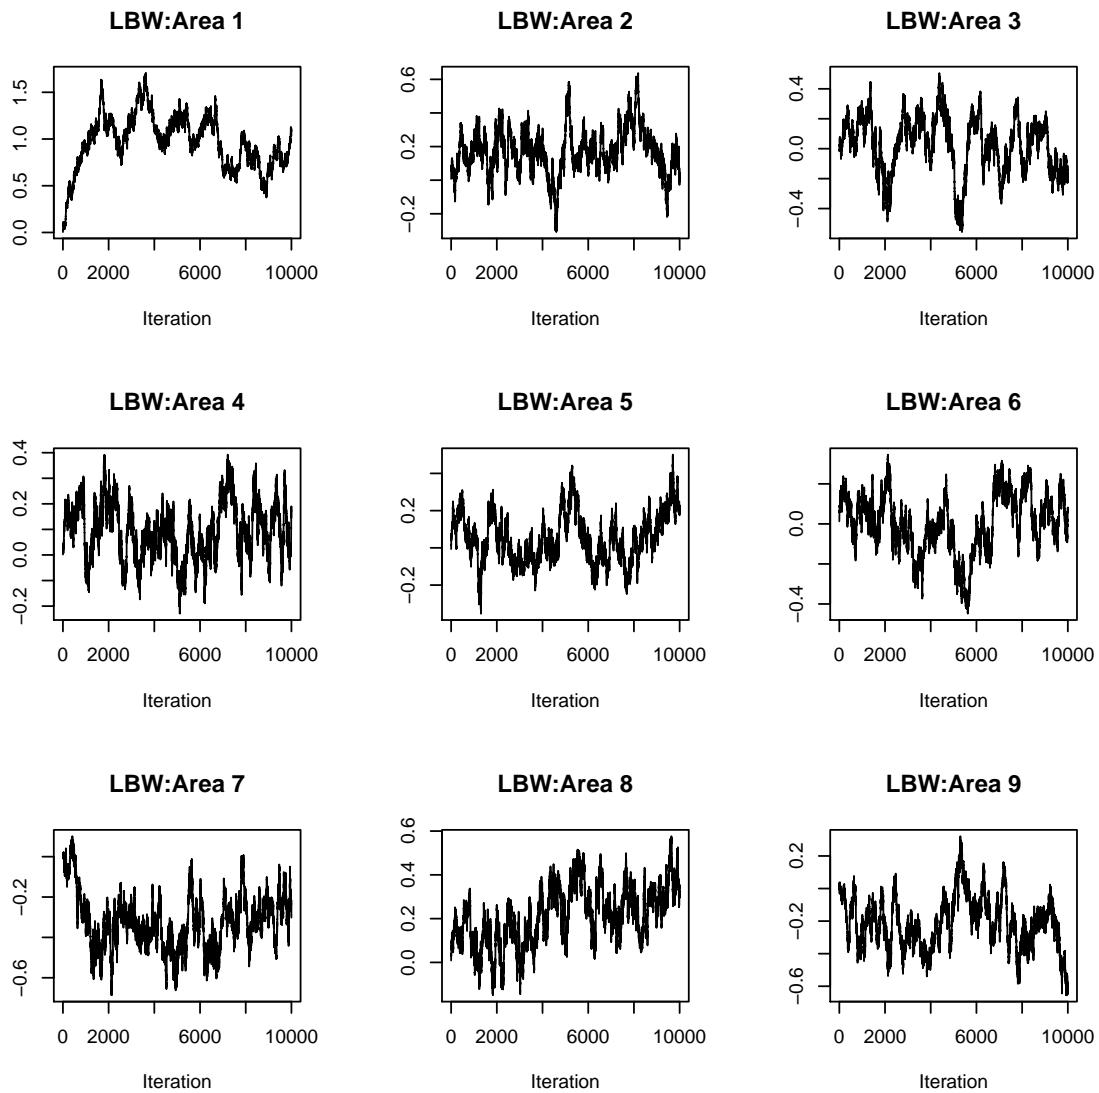 LBW:Area 1 LBW:Area 2 LBW:Area 3
0.0 0.5 1.0 1.5
−0.2 0.2 0.6
−0.4 0.0 0.4
0 2000 6000 10000 0 2000 6000 10000 0 2000 6000 10000
Iteration Iteration Iteration
LBW:Area 4 LBW:Area 5 LBW:Area 6
−0.2 0.0 0.2 0.4
−0.2 0.2
−0.4 0.0
0 2000 6000 10000 0 2000 6000 10000 0 2000 6000 10000
Iteration Iteration Iteration
LBW:Area 7 LBW:Area 8 LBW:Area 9
−0.6 −0.2
0.0 0.2 0.4 0.6
−0.6 −0.2 0.2
0 2000 6000 10000 0 2000 6000 10000 0 2000 6000 10000
Iteration Iteration Iteration